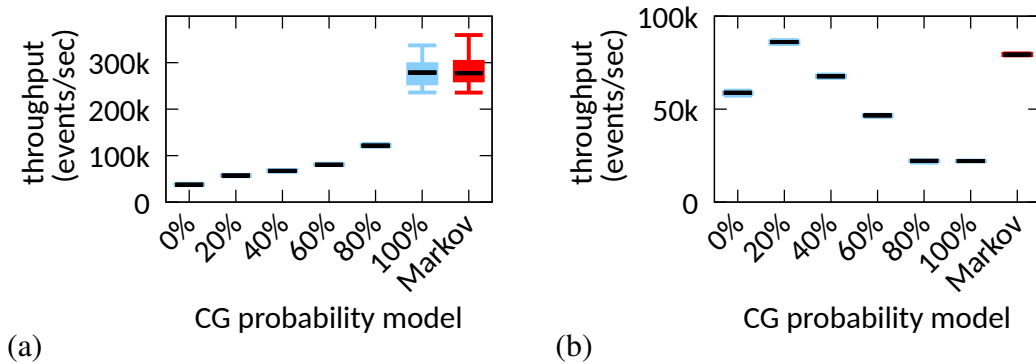 throughput
(events/sec)
300k
200k
100k
0
0%
20%
40%
60%
80%
100%
Markov
CG probability model
(a)
throughput
(events/sec)
100k
50k
0
0%
20%
40%
60%
80%
100%
Markov
CG probability model
(b)